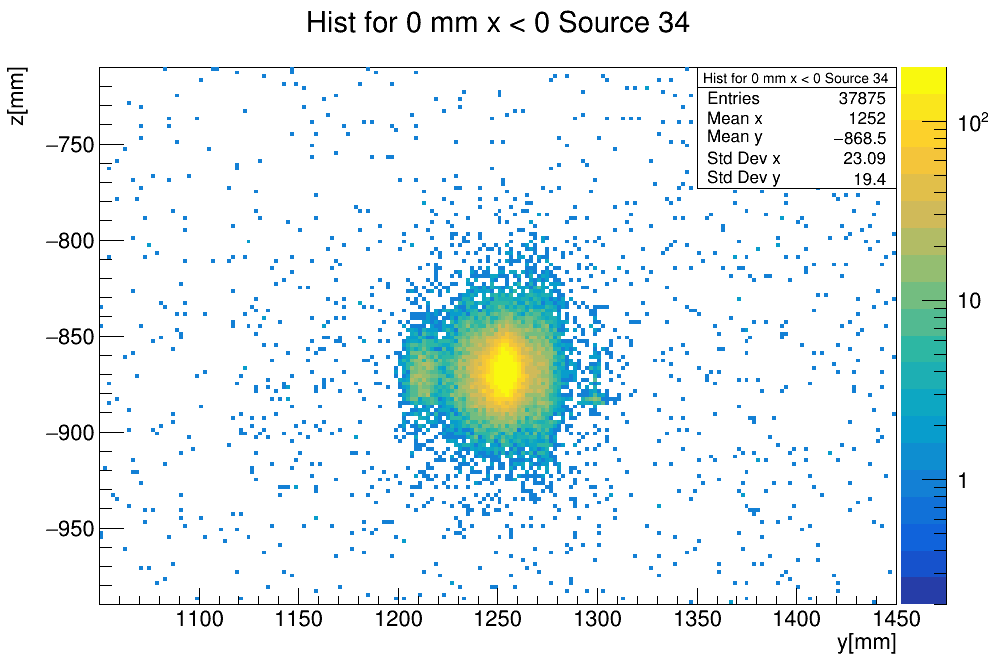 Hist for 0 mm x < 0 Source 34
z[mm]
Hist for 0 mm x < 0 Source 34
Entries 37875
Mean x 1252
Mean y −868.5
Std Dev x 23.09
Std Dev y 19.4
−750
−800
−850
−900
−950
10²
10
1
1100 1150 1200 1250 1300 1350 1400 1450
y[mm]